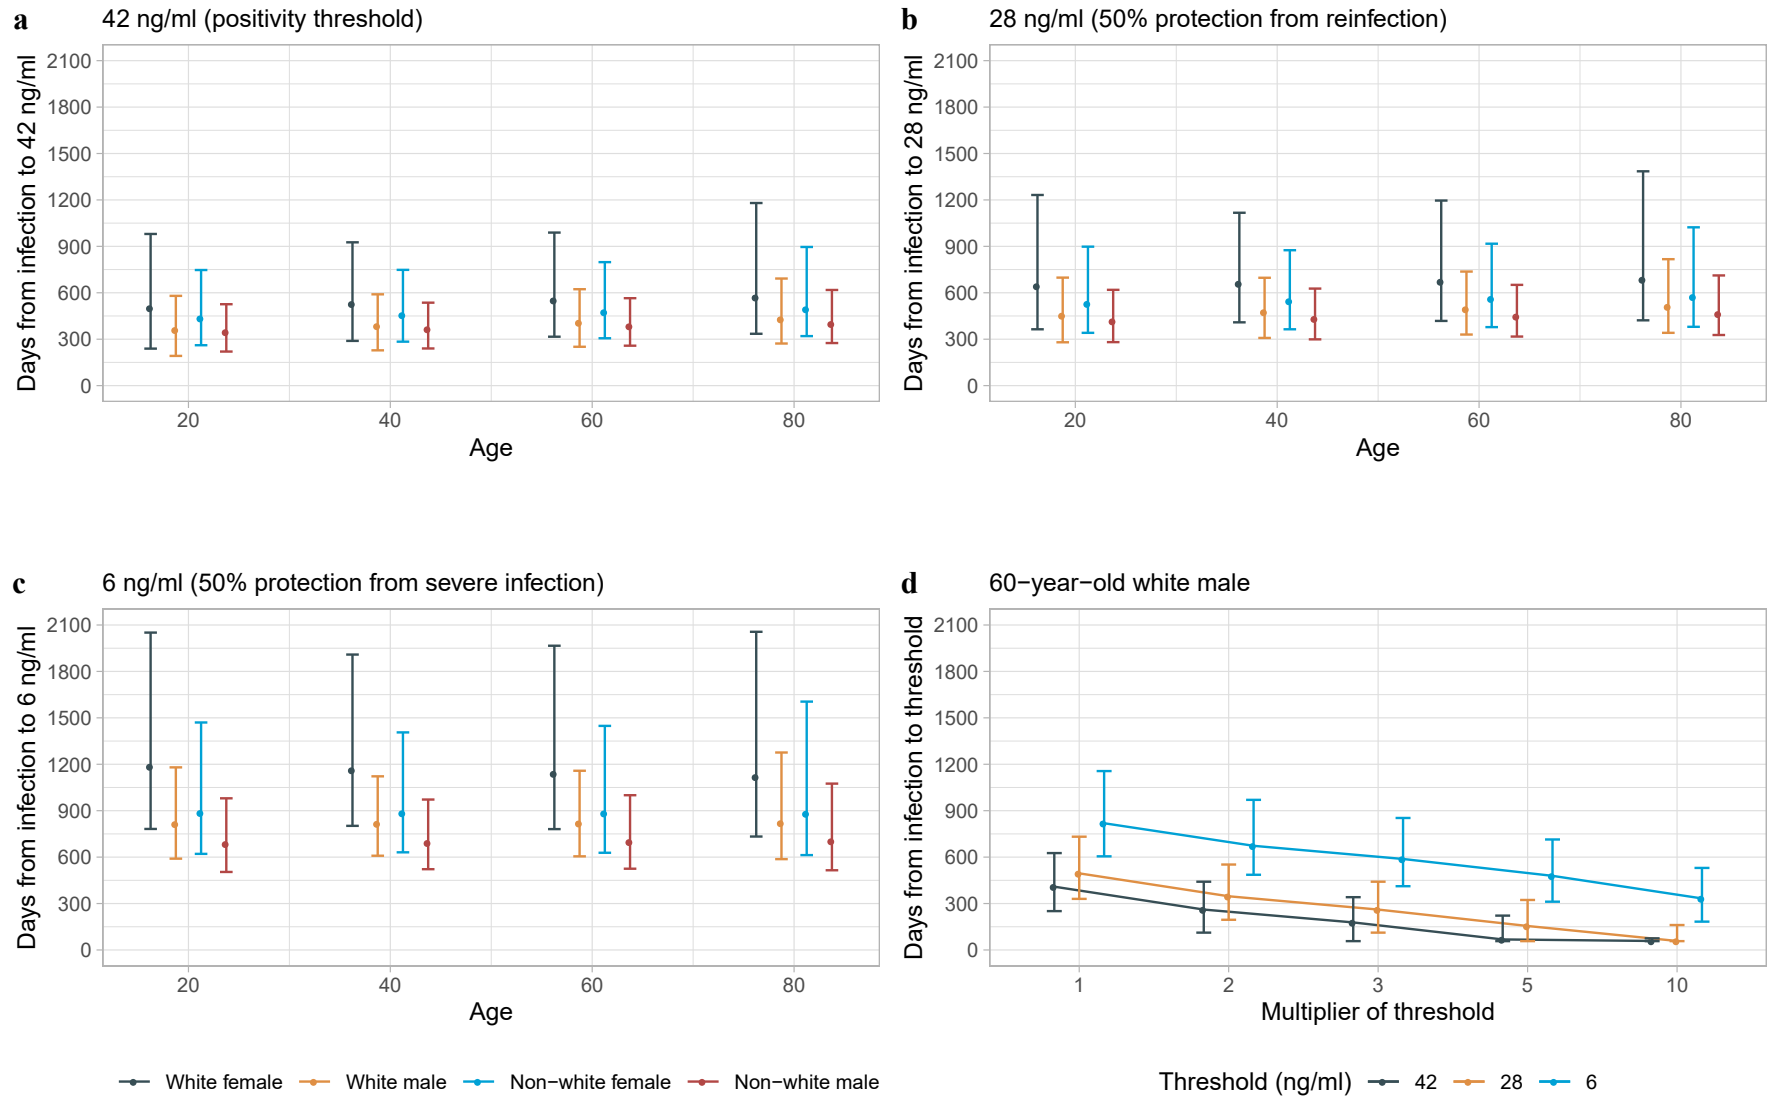 a 42 ng/ml (positivity threshold)
Days from infection to 42 ng/ml
2100
1800
1500
1200
900
600
300
0
20 40 60 80
Age
b 28 ng/ml (50% protection from reinfection)
Days from infection to 28 ng/ml
2100
1800
1500
1200
900
600
300
0
20 40 60 80
Age
c 6 ng/ml (50% protection from severe infection)
Days from infection to 6 ng/ml
2100
1800
1500
1200
900
600
300
0
20 40 60 80
Age
White female White male Non−white female Non−white male
d 60−year−old white male
Days from infection to threshold
2100
1800
1500
1200
900
600
300
0
1 2 3 5 10
Multiplier of threshold
Threshold (ng/ml) 42 28 6